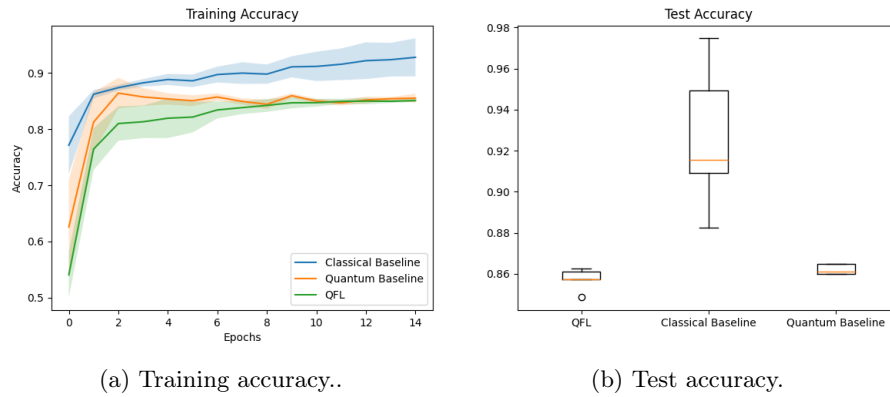 Training Accuracy
Accuracy
0.9
0.8
0.7
0.6
0.5
0 2 4 6 8 10 12 14
Epochs
Classical Baseline
Quantum Baseline
QFL
(a) Training accuracy..
Test Accuracy
0.98
0.96
0.94
0.92
0.90
0.88
0.86
QFL Classical Baseline Quantum Baseline
(b) Test accuracy.